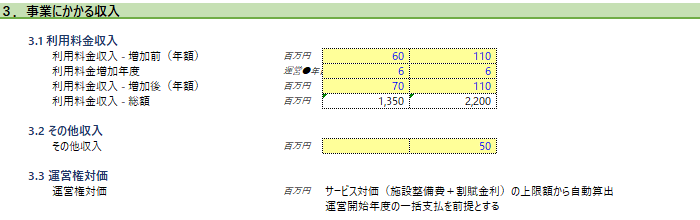 3．事業にかかる収入
3.1 利用料金収入
利用料金収入 - 増加前（年額） 百万円 60 110
利用料金増加年度 運営●年 6 6
利用料金収入 - 増加後（年額） 百万円 70 110
利用料金収入 - 総額 百万円 1,350 2,200
3.2 その他収入
その他収入 百万円 50
3.3 運営権対価
運営権対価 百万円 サービス対価（施設整備費＋割賦金利）の上限額から自動算出
運営開始年度の一括支払を前提とする